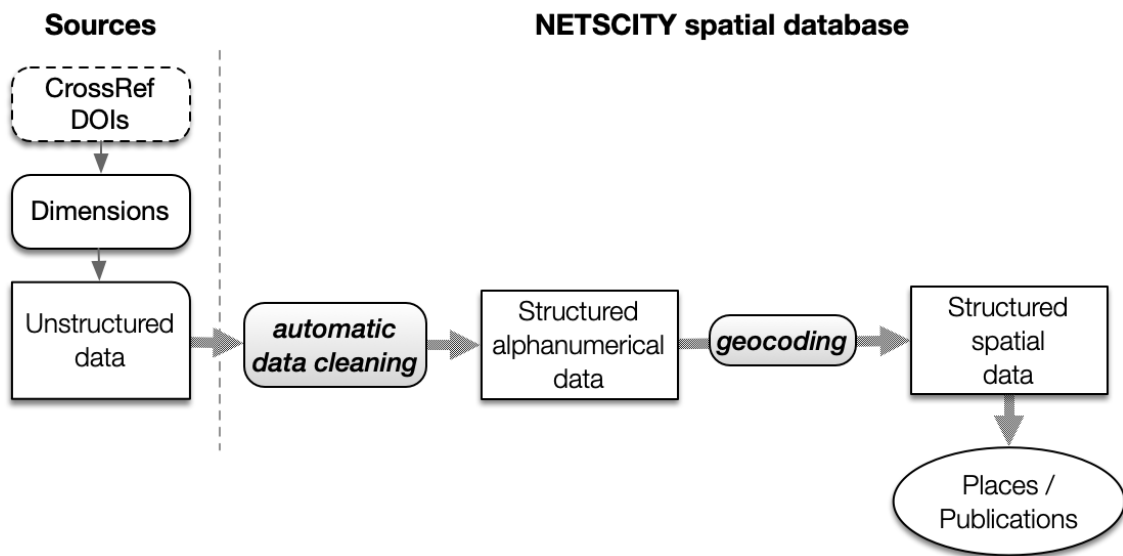 Sources
NETSCITY spatial database
CrossRef
DOIs
Dimensions
Unstructured
data
automatic
data cleaning
Structured
alphanumerical
data
geocoding
Structured
spatial
data
Places /
Publications